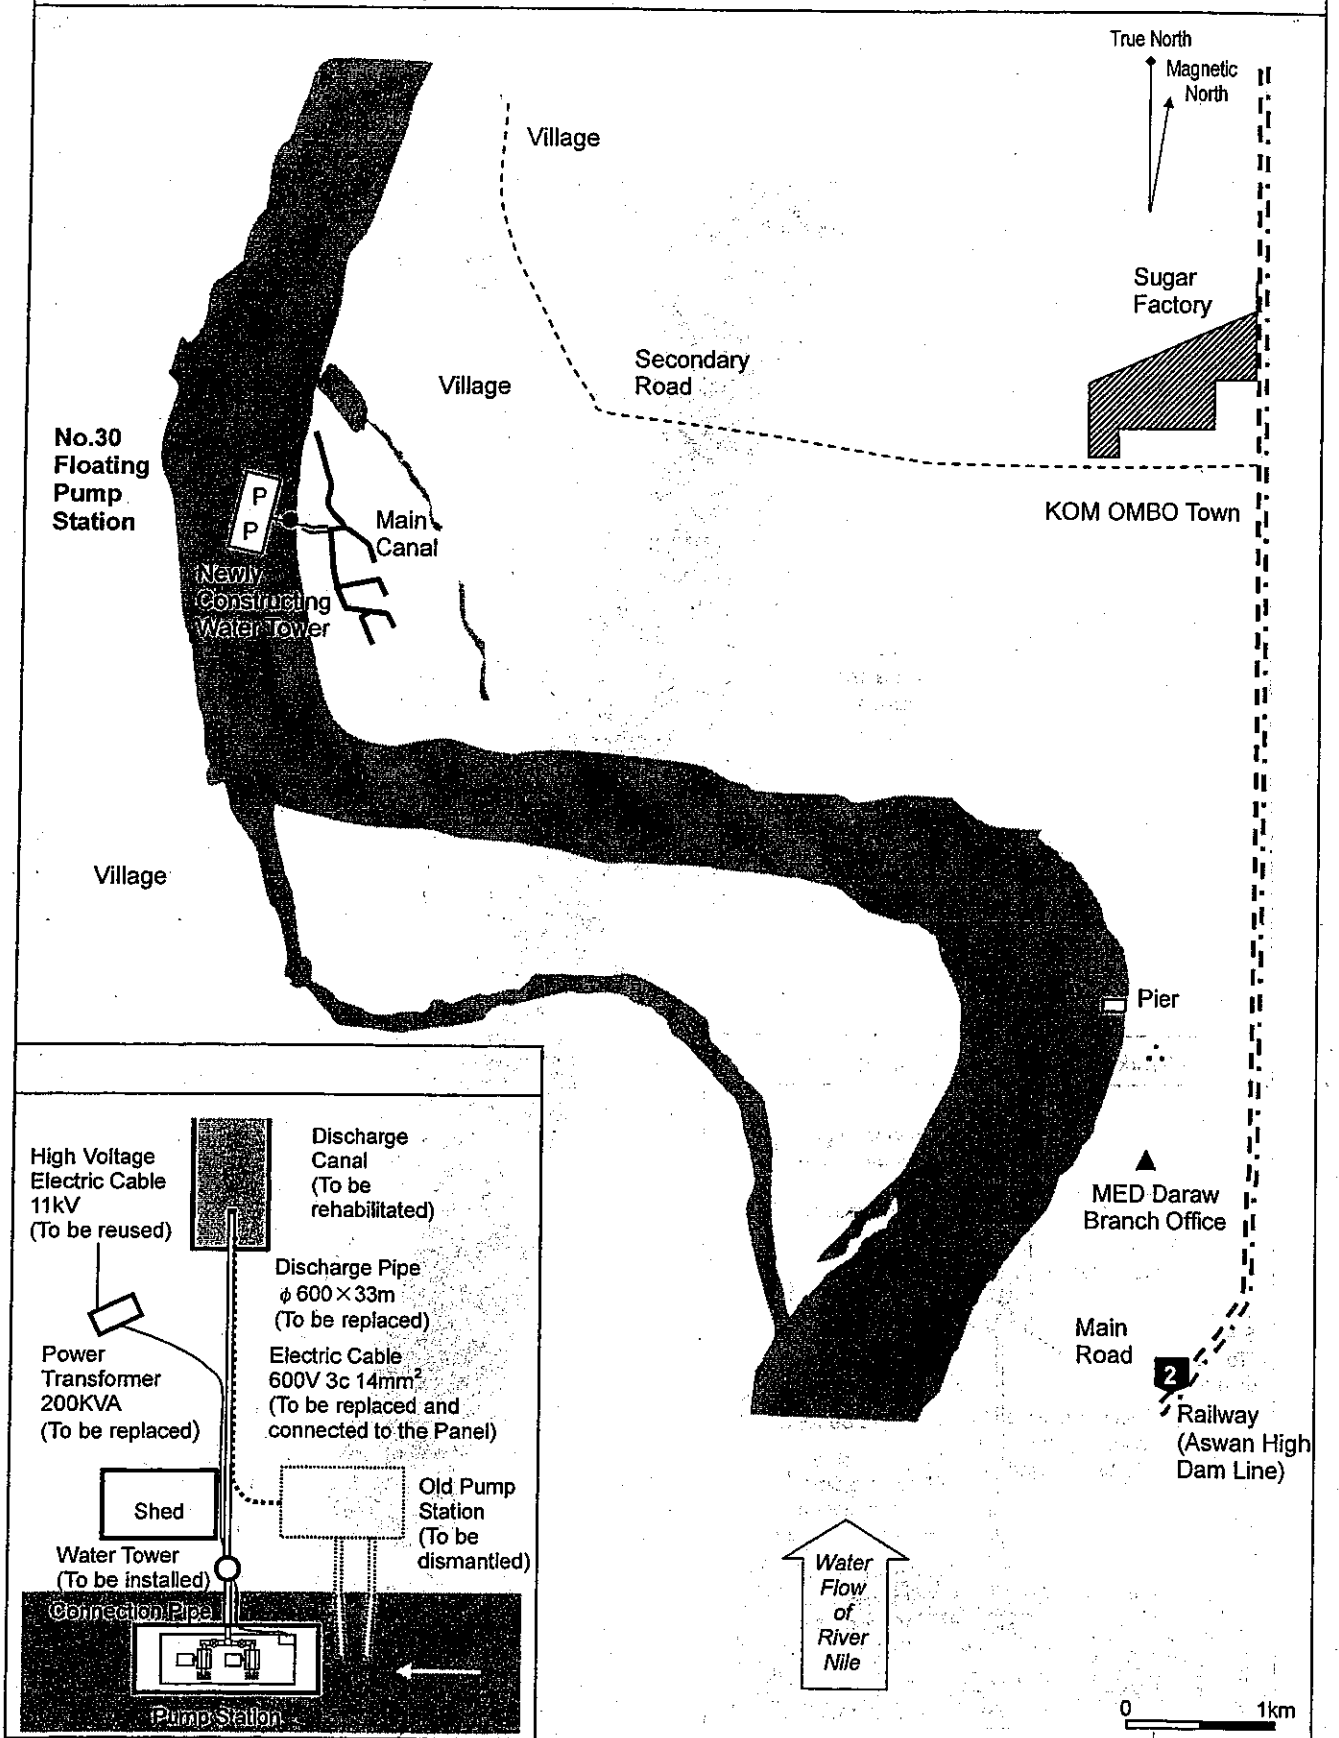 True North
Magnetic
North
Village
Sugar
Factory
Secondary
Road
Village
No.30
Floating
Pump
Station
P
P
Main
Canal
KOM OMBO Town
Newly
Constructing
Water Tower
Village
Pier
MED Daraw
Branch Office
Main
Road
2
Railway
(Aswan High
Dam Line)
Water
Flow
of
River
Nile
0 1km
High Voltage
Electric Cable
11kV
(To be reused)
Discharge
Canal
(To be
rehabilitated)
Discharge Pipe
φ 600×33m
(To be replaced)
Power
Transformer
200KVA
(To be replaced)
Electric Cable
600V 3c 14mm²
(To be replaced and
connected to the Panel)
Shed
Old Pump
Station
(To be
dismantled)
Water Tower
(To be installed)
Connection Pipe
Pump Station